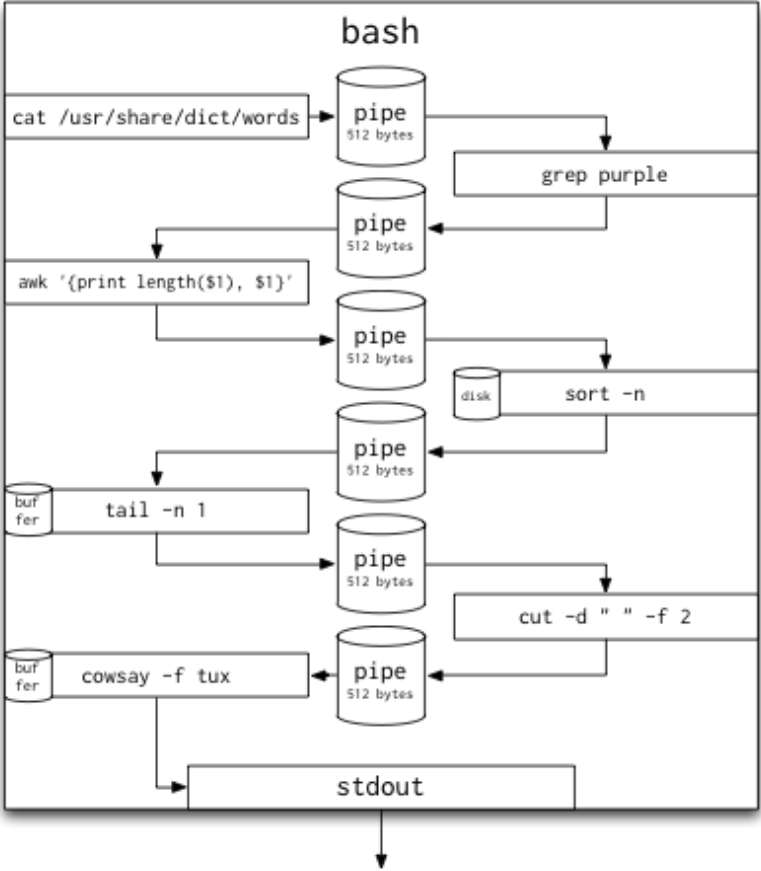 bash
cat /usr/share/dict/words
pipe
512 bytes
grep purple
pipe
512 bytes
awk '{print length($1), $1}'
pipe
512 bytes
disk
sort -n
pipe
512 bytes
buf
fer
tail -n 1
pipe
512 bytes
cut -d " " -f 2
buf
fer
cowsay -f tux
pipe
512 bytes
stdout